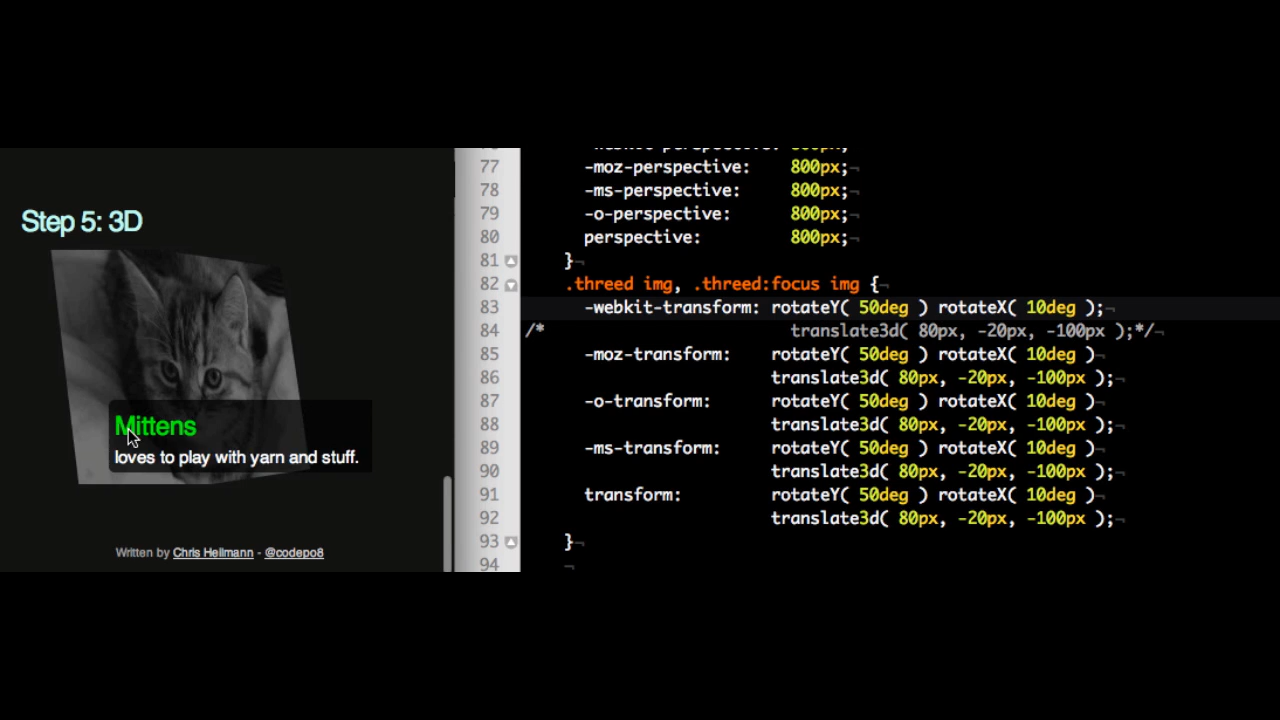 Step 5: 3D
Mittens
loves to play with yarn and stuff.
Written by Chris Heilmann - @codepo8
77 -moz-perspective: 800px;¬
78 -ms-perspective: 800px;¬
79 -o-perspective: 800px;¬
80 perspective: 800px;¬
81 }¬
82 .threed img, .threed:focus img {¬
83 -webkit-transform: rotateY( 50deg ) rotateX( 10deg );¬
84 /* translate3d( 80px, -20px, -100px );*/¬
85 -moz-transform: rotateY( 50deg ) rotateX( 10deg )¬
86 translate3d( 80px, -20px, -100px );¬
87 -o-transform: rotateY( 50deg ) rotateX( 10deg )¬
88 translate3d( 80px, -20px, -100px );¬
89 -ms-transform: rotateY( 50deg ) rotateX( 10deg )¬
90 translate3d( 80px, -20px, -100px );¬
91 transform: rotateY( 50deg ) rotateX( 10deg )¬
92 translate3d( 80px, -20px, -100px );¬
93 }¬
94 ¬